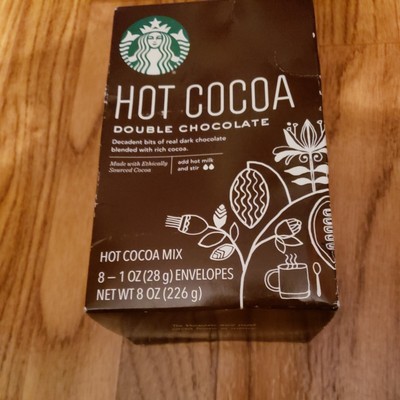 HOT COCOA
DOUBLE CHOCOLATE
Decadent bits of real dark chocolate
blended with rich cocoa.
Made with Ethically
Sourced Cocoa
add hot milk
and stir
HOT COCOA MIX
8 – 1 OZ (28 g) ENVELOPES
NET WT 8 OZ (226 g)